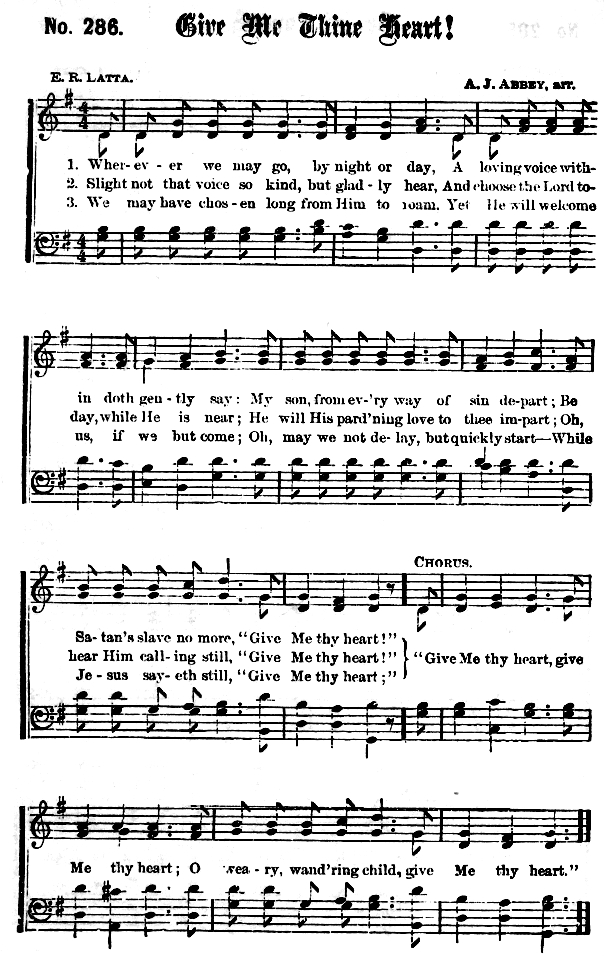 No. 286. Give Me Thine Heart!
E. R. LATTA.
A. J. ABBEY, arr.
1. Wher-ev-er we may go, by night or day, A loving voice with-
2. Slight not that voice so kind, but glad-ly hear, And choose the Lord to-
3. We may have chos-en long from Him to roam. Yet He will welcome
in doth gen-tly say: My son, from ev-'ry way of sin de-part; Be
day, while He is near; He will His pard'ning love to thee im-part; Oh,
us, if we but come; Oh, may we not de-lay, but quickly start—While
CHORUS.
Sa-tan's slave no more, "Give Me thy heart!"
hear Him call-ing still, "Give Me thy heart!" "Give Me thy heart, give
Je-sus say-eth still, "Give Me thy heart;"
Me thy heart; O wea-ry, wand'ring child, give Me thy heart."